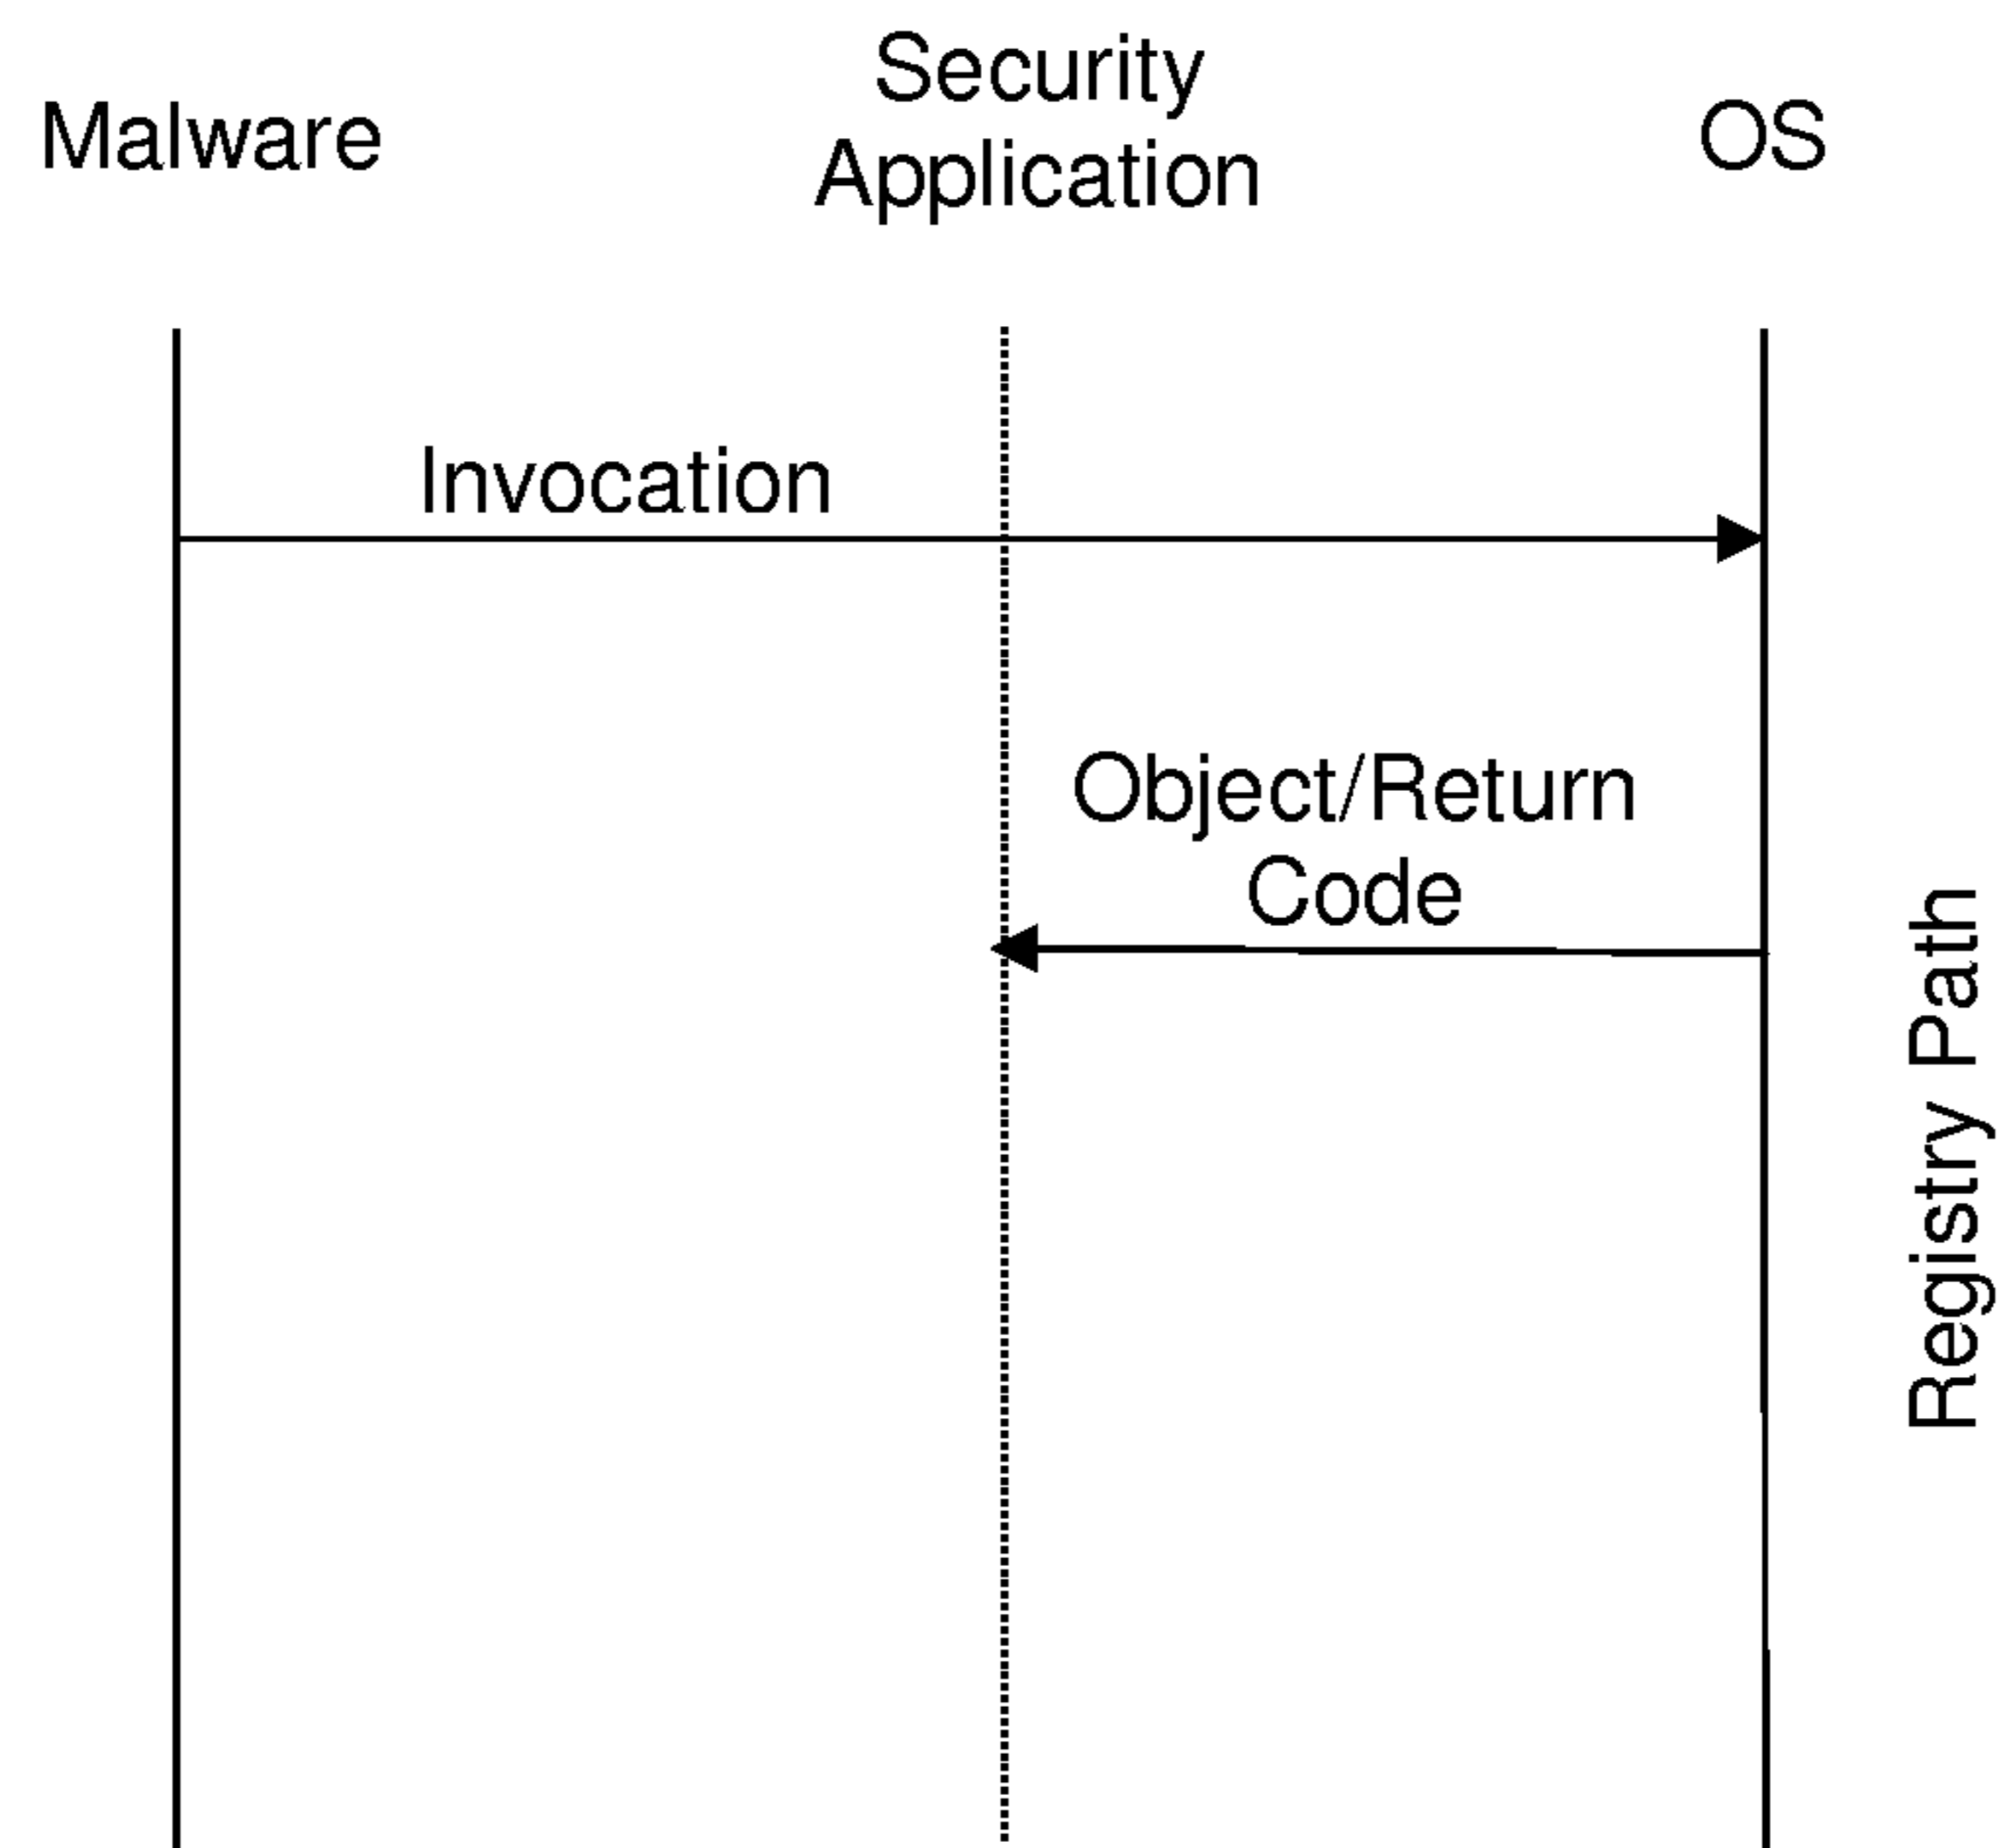 Malware
Security
Application
OS
Invocation
Object/Return
Code
Registry Path